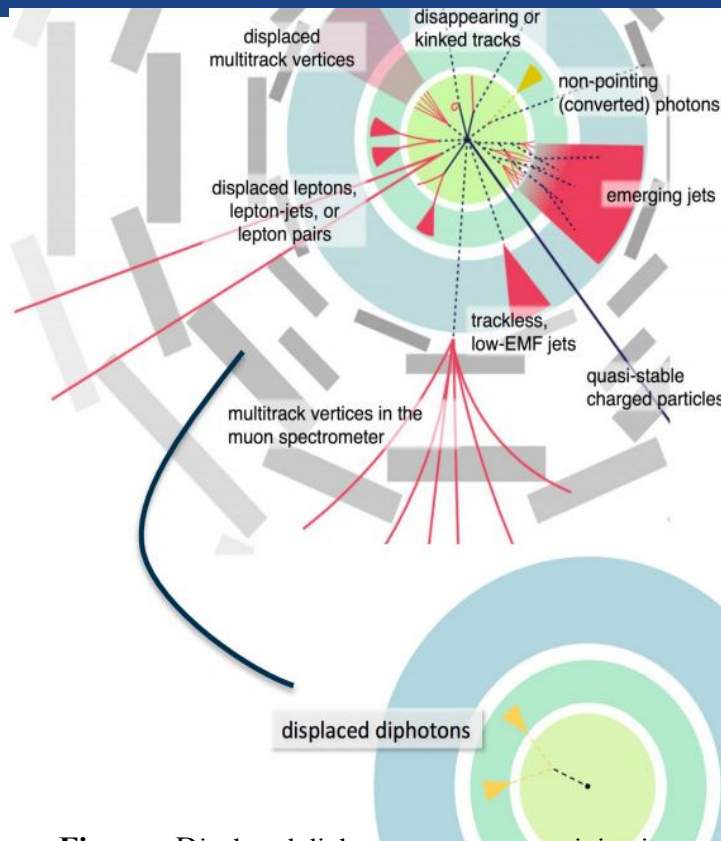 displaced
multitrack vertices
disappearing or
kinked tracks
non-pointing
(converted) photons
displaced leptons,
lepton-jets, or
lepton pairs
emerging jets
trackless,
low-EMF jets
quasi-stable
charged particles
multitrack vertices in the
muon spectrometer
displaced diphotons